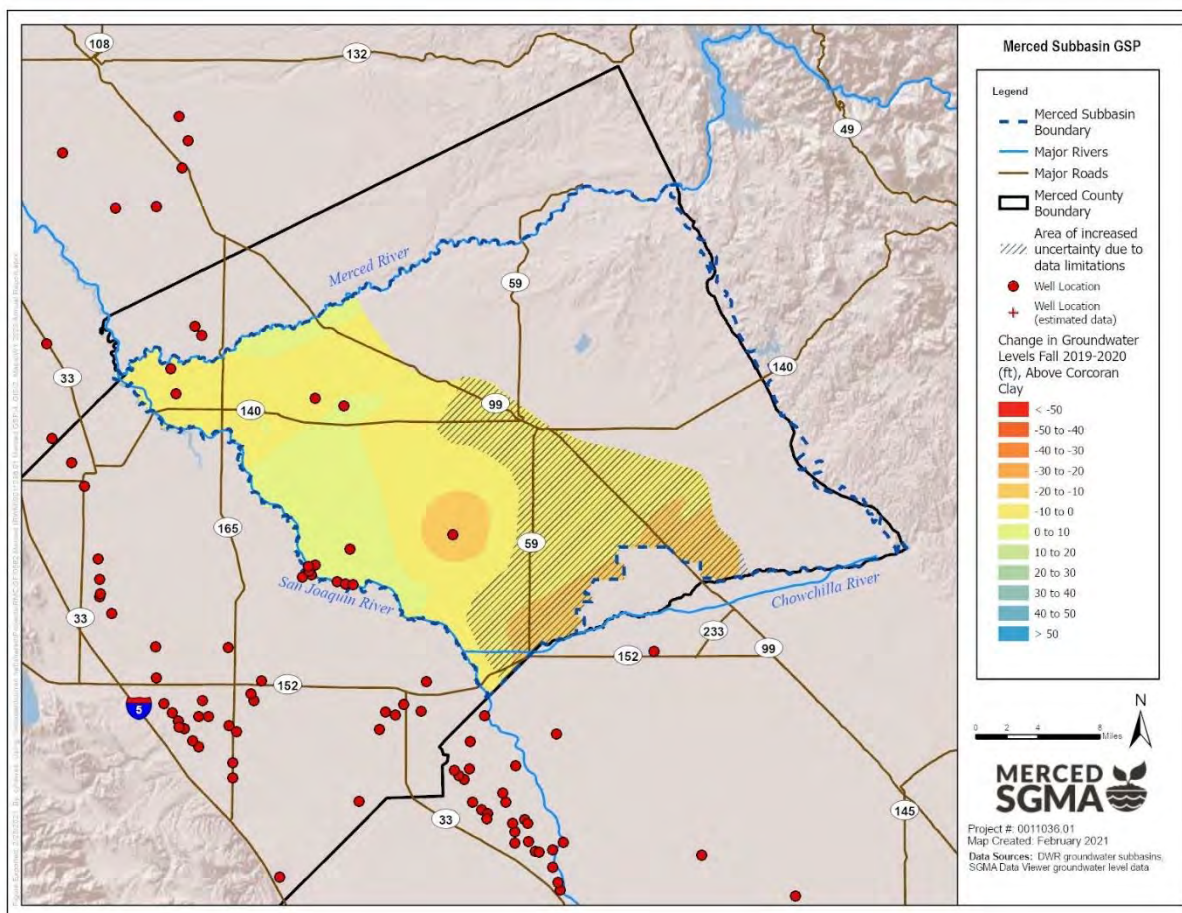 Merced Subbasin GSP
Legend
Merced Subbasin
Boundary
Major Rivers
Major Roads
Merced County
Boundary
Area of increased
uncertainty due to
data limitations
Well Location
Well Location
(estimated data)
Change in Groundwater
Levels Fall 2019-2020
(ft), Above Corcoran
Clay
< -50
-50 to -40
-40 to -30
-30 to -20
-20 to -10
-10 to 0
0 to 10
10 to 20
20 to 30
30 to 40
40 to 50
> 50
N
0 2 4 8
Miles
MERCED
SGMA
Project #: 0011036.01
Map Created: February 2021
Data Sources: DWR groundwater subbasins,
SGMA Data Viewer groundwater level data
108
132
49
Merced River
59
33
140
99
140
165
59
San Joaquin River
Chowchilla River
33
233
152
99
152
5
33
145